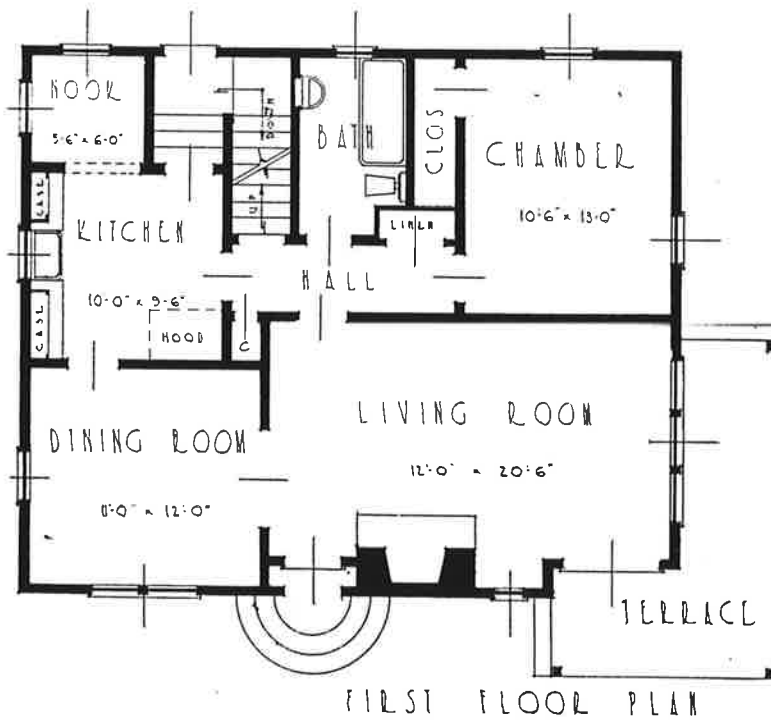 NOOK
5'-6" x 6'-0"
DOWN
BATH
CLOS
CHAMBER
10'-6" x 13'-0"
CASE
UP
LINEN
KITCHEN
HALL
10'-0" x 9'-6"
CASE
HOOD
C
LIVING ROOM
DINING ROOM
12'-0" x 20'-6"
11'-0" x 12'-0"
TERRACE
FIRST FLOOR PLAN